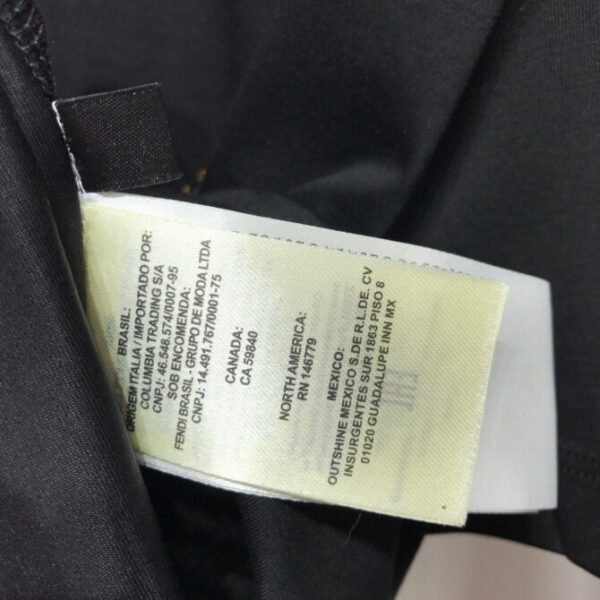 BRASIL:
ORIGEM ITALIA / IMPORTADO POR:
COLUMBIA TRADING S/A
CNPJ: 46.548.574/0007-95
SOB ENCOMENDA:
FENDI BRASIL - GRUPO DE MODA LTDA
CNPJ: 14.491.767/0001-75
CANADA:
CA 59840
NORTH AMERICA:
RN 146779
MEXICO:
OUTSHINE MEXICO S.DE R.L.DE. CV
INSURGENTES SUR 1863 PISO 8
01020 GUADALUPE INN MX